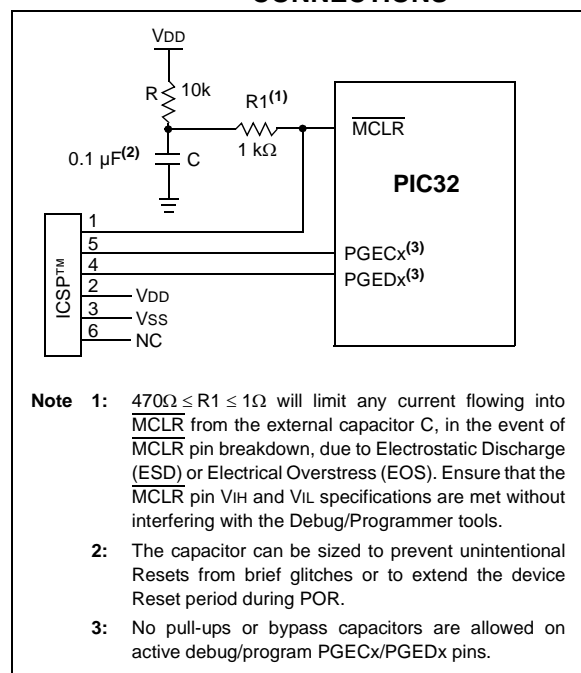 CONNECTIONS
VDD
R
10k
R1(1)
1 kΩ
MCLR
0.1 µF(2)
C
PIC32
ICSP™
1
5
4
2
3
6
PGECx(3)
PGEDx(3)
VDD
VSS
NC
Note 1: 470Ω ≤ R1 ≤ 1Ω will limit any current flowing into
MCLR from the external capacitor C, in the event of
MCLR pin breakdown, due to Electrostatic Discharge
(ESD) or Electrical Overstress (EOS). Ensure that the
MCLR pin VIH and VIL specifications are met without
interfering with the Debug/Programmer tools.
2: The capacitor can be sized to prevent unintentional
Resets from brief glitches or to extend the device
Reset period during POR.
3: No pull-ups or bypass capacitors are allowed on
active debug/program PGECx/PGEDx pins.